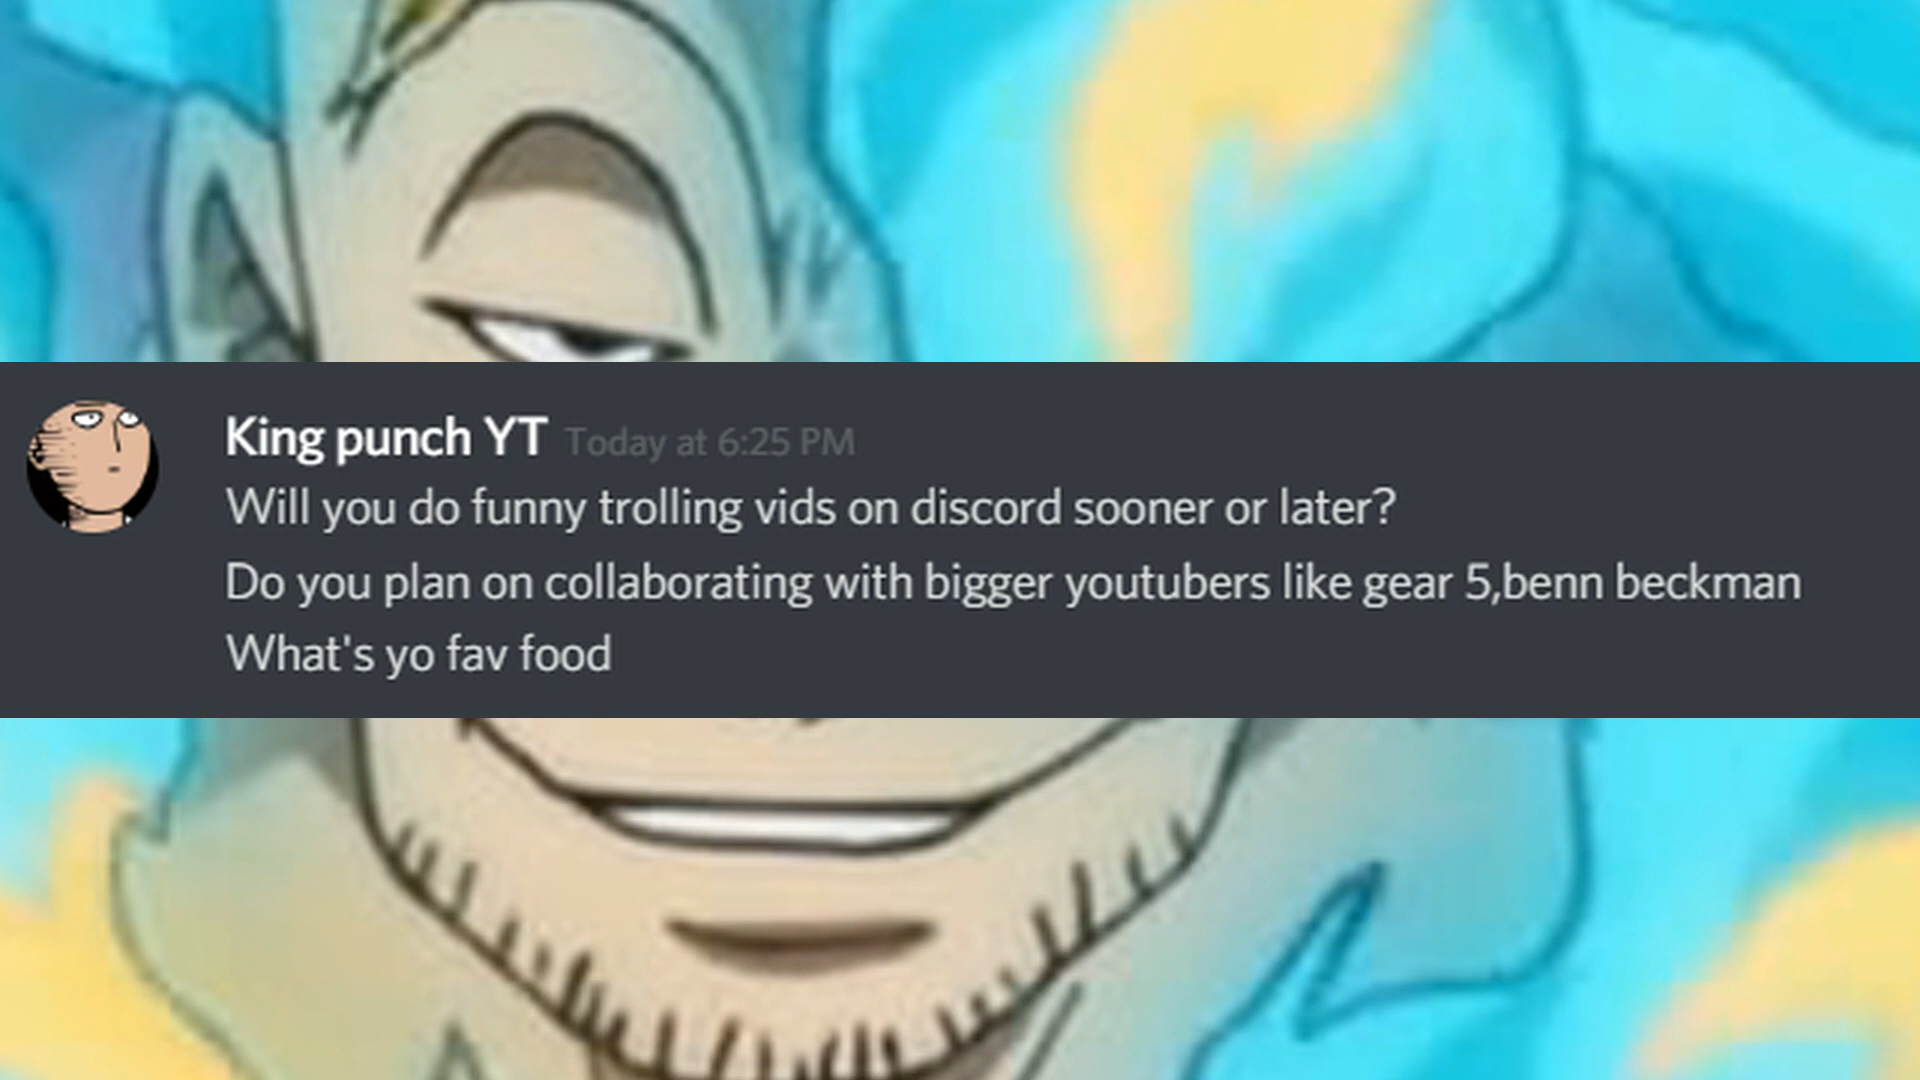 King punch YT Today at 6:25 PM
Will you do funny trolling vids on discord sooner or later?
Do you plan on collaborating with bigger youtubers like gear 5,benn beckman
What's yo fav food